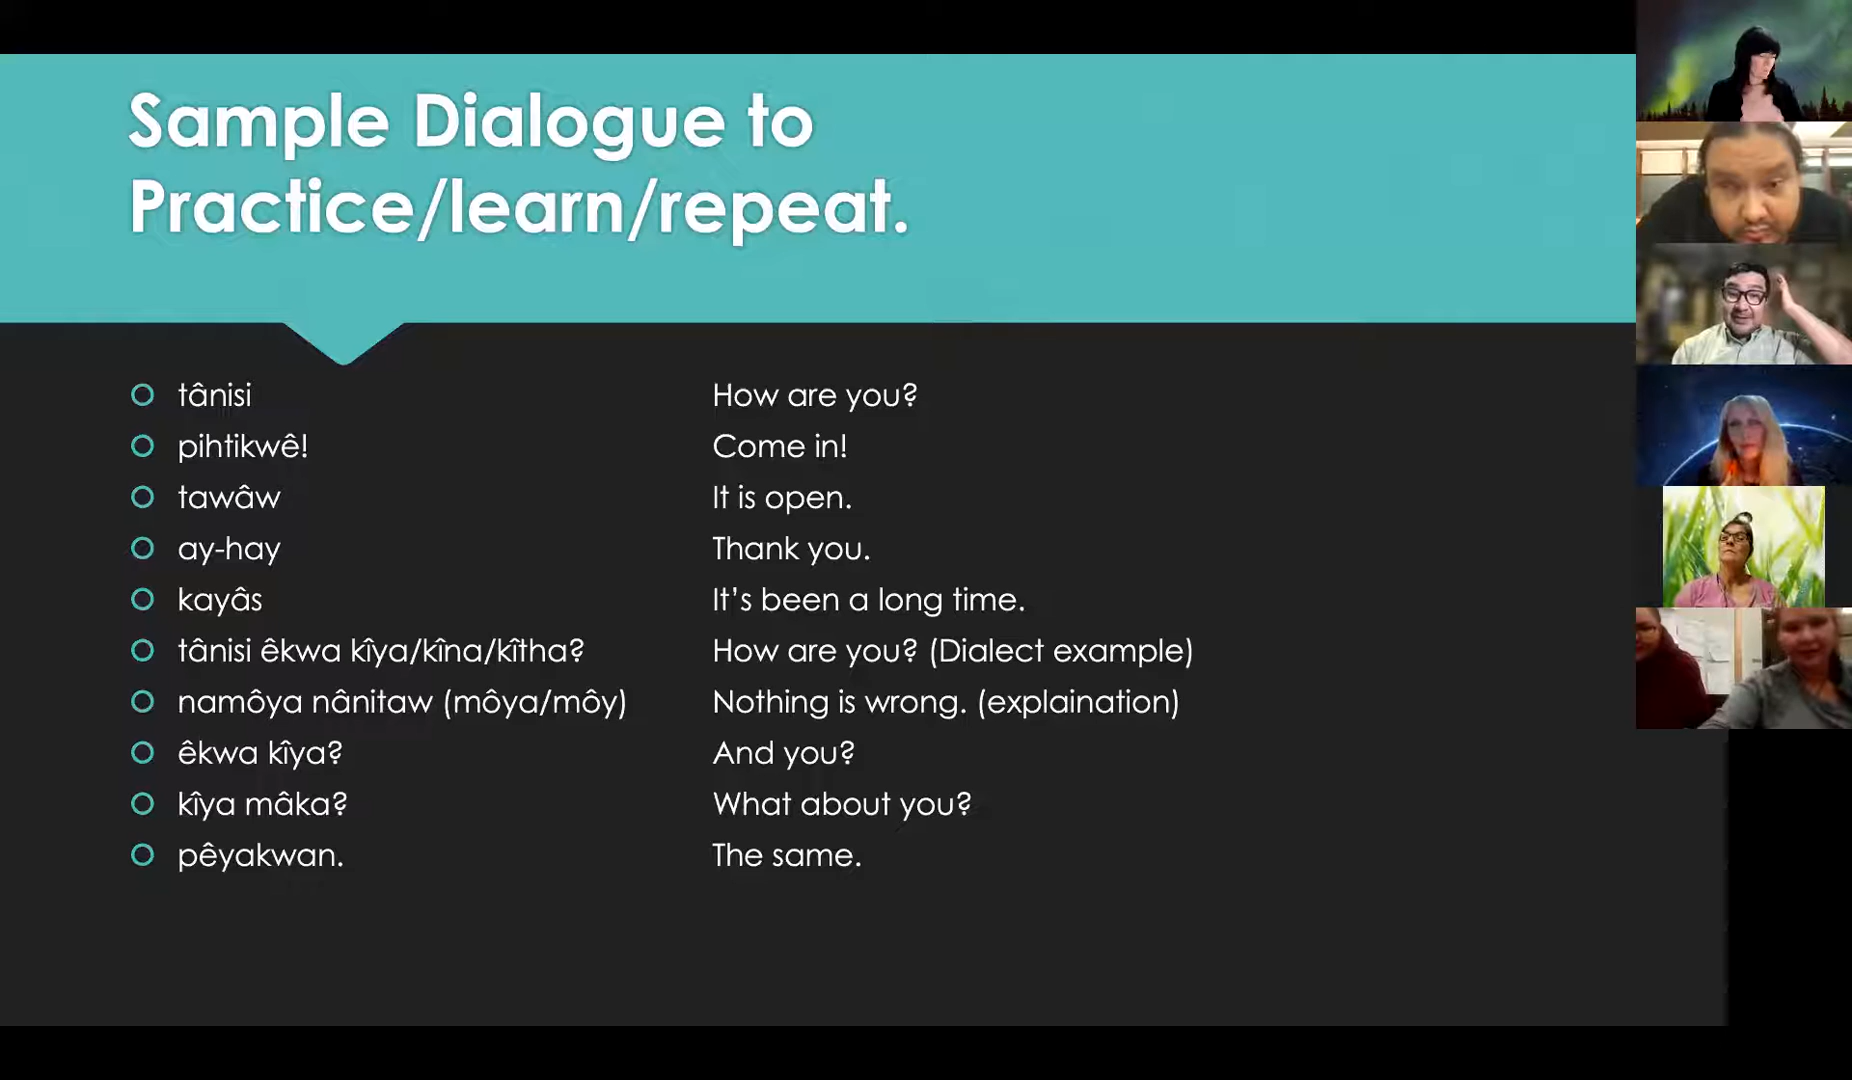 Sample Dialogue to
Practice/learn/repeat.
tânisi How are you?
pihtikwê! Come in!
tawâw It is open.
ay-hay Thank you.
kayâs It's been a long time.
tânisi êkwa kîya/kîna/kîtha? How are you? (Dialect example)
namôya nânitaw (môya/môy) Nothing is wrong. (explaination)
êkwa kîya? And you?
kîya mâka? What about you?
pêyakwan. The same.